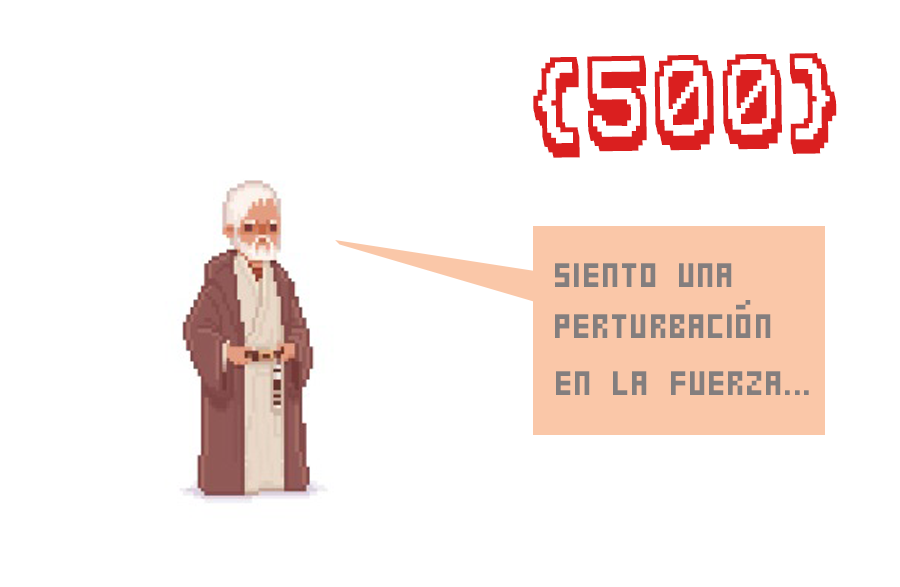 {500}
SIENTO UNA
PERTURBACIÓN
EN LA FUERZA...